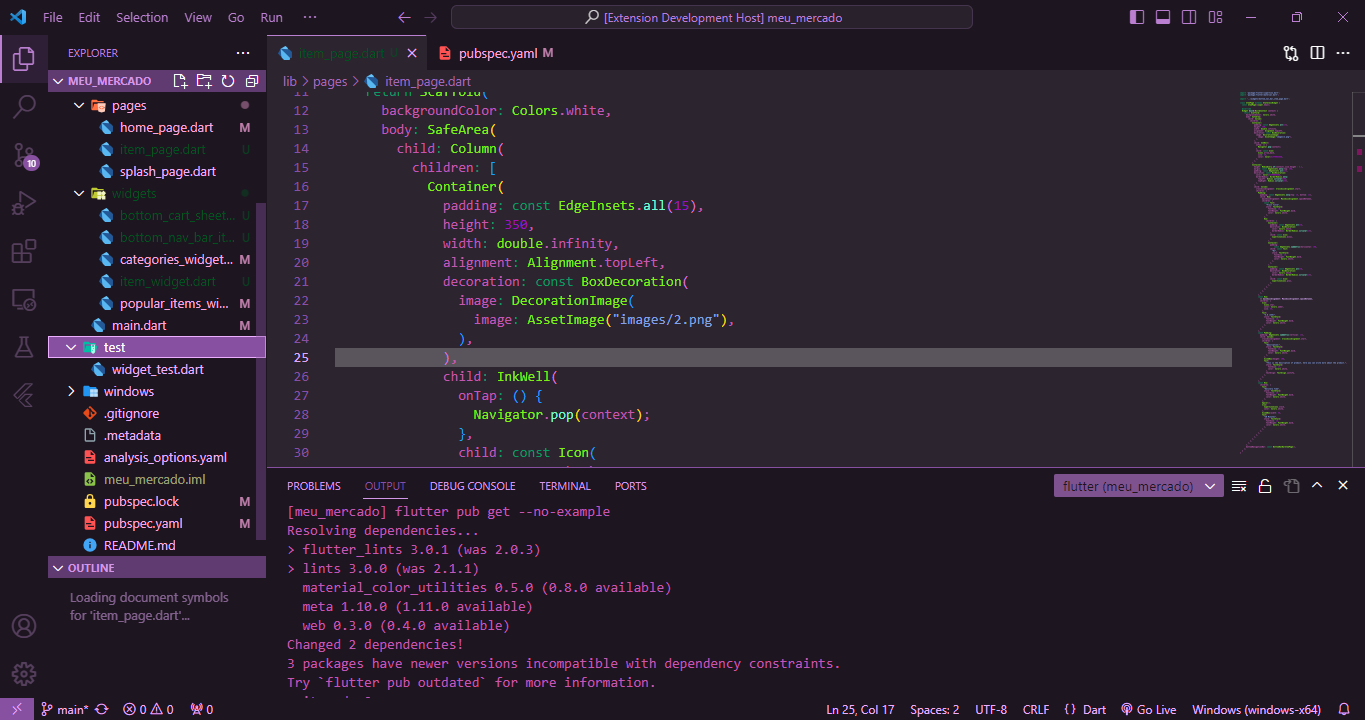 File Edit Selection View Go Run ··· [Extension Development Host] meu_mercado
EXPLORER ···
MEU_MERCADO
pages
home_page.dart M
item_page.dart U
splash_page.dart
widgets
bottom_cart_sheet... U
bottom_nav_bar_it... U
categories_widget... M
item_widget.dart U
popular_items_wi... M
main.dart M
test
widget_test.dart
windows
.gitignore
.metadata
analysis_options.yaml
meu_mercado.iml
pubspec.lock M
pubspec.yaml M
README.md
OUTLINE
Loading document symbols
for 'item_page.dart'...
item_page.dart U pubspec.yaml M
lib > pages > item_page.dart
11 return Scaffold(
12 backgroundColor: Colors.white,
13 body: SafeArea(
14 child: Column(
15 children: [
16 Container(
17 padding: const EdgeInsets.all(15),
18 height: 350,
19 width: double.infinity,
20 alignment: Alignment.topLeft,
21 decoration: const BoxDecoration(
22 image: DecorationImage(
23 image: AssetImage("images/2.png"),
24 ),
25 ),
26 child: InkWell(
27 onTap: () {
28 Navigator.pop(context);
29 },
30 child: const Icon(
PROBLEMS OUTPUT DEBUG CONSOLE TERMINAL PORTS flutter (meu_mercado)
[meu_mercado] flutter pub get --no-example
Resolving dependencies...
> flutter_lints 3.0.1 (was 2.0.3)
> lints 3.0.0 (was 2.1.1)
material_color_utilities 0.5.0 (0.8.0 available)
meta 1.10.0 (1.11.0 available)
web 0.3.0 (0.4.0 available)
Changed 2 dependencies!
3 packages have newer versions incompatible with dependency constraints.
Try `flutter pub outdated` for more information.
10
main* 0 0 0 Ln 25, Col 17 Spaces: 2 UTF-8 CRLF {} Dart Go Live Windows (windows-x64)